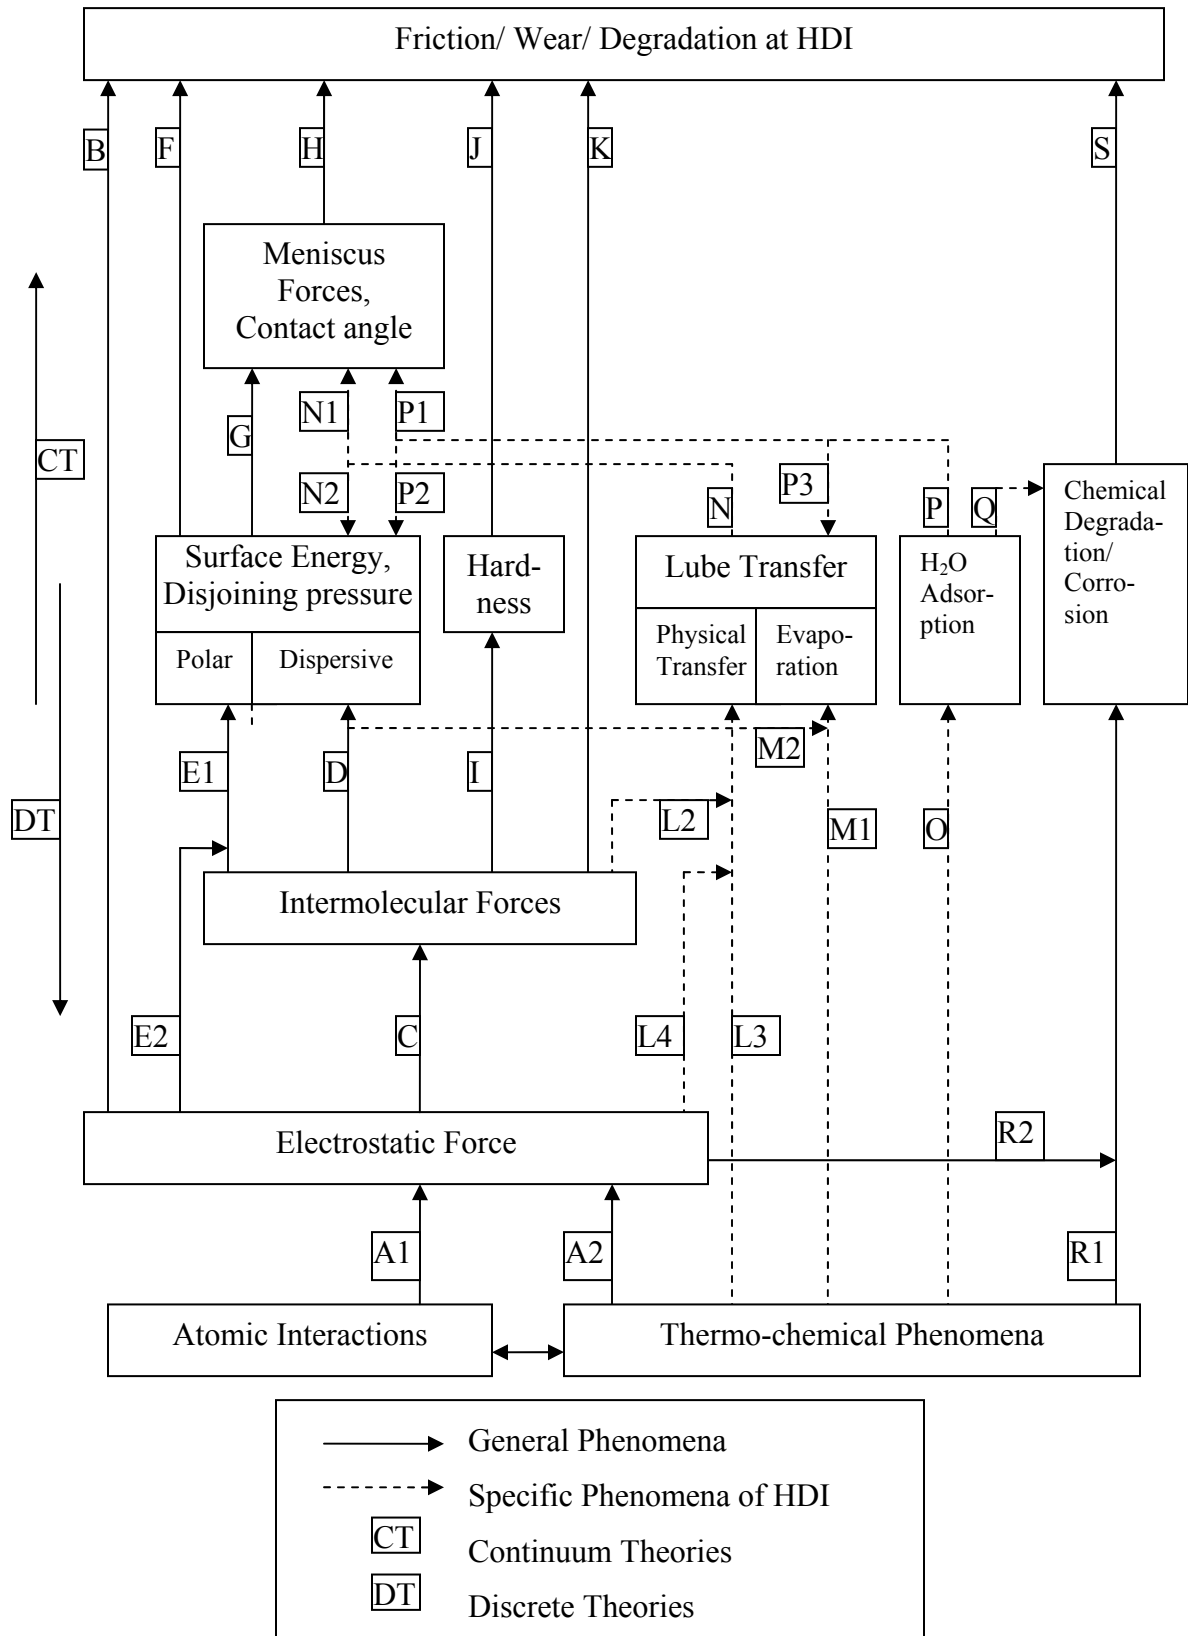 Friction/ Wear/ Degradation at HDI
B
F
H
J
K
S
Meniscus
Forces,
Contact angle
CT
G
N1
P1
N2
P2
N
P3
P
Q
Surface Energy,
Disjoining pressure
Polar
Dispersive
Hard-
ness
Lube Transfer
Physical
Transfer
Evapo-
ration
H₂O
Adsor-
ption
Chemical
Degrada-
tion/
Corro-
sion
DT
E1
D
I
M2
L2
M1
O
Intermolecular Forces
E2
C
L4
L3
Electrostatic Force
R2
A1
A2
R1
Atomic Interactions
Thermo-chemical Phenomena
General Phenomena
Specific Phenomena of HDI
CT
Continuum Theories
DT
Discrete Theories